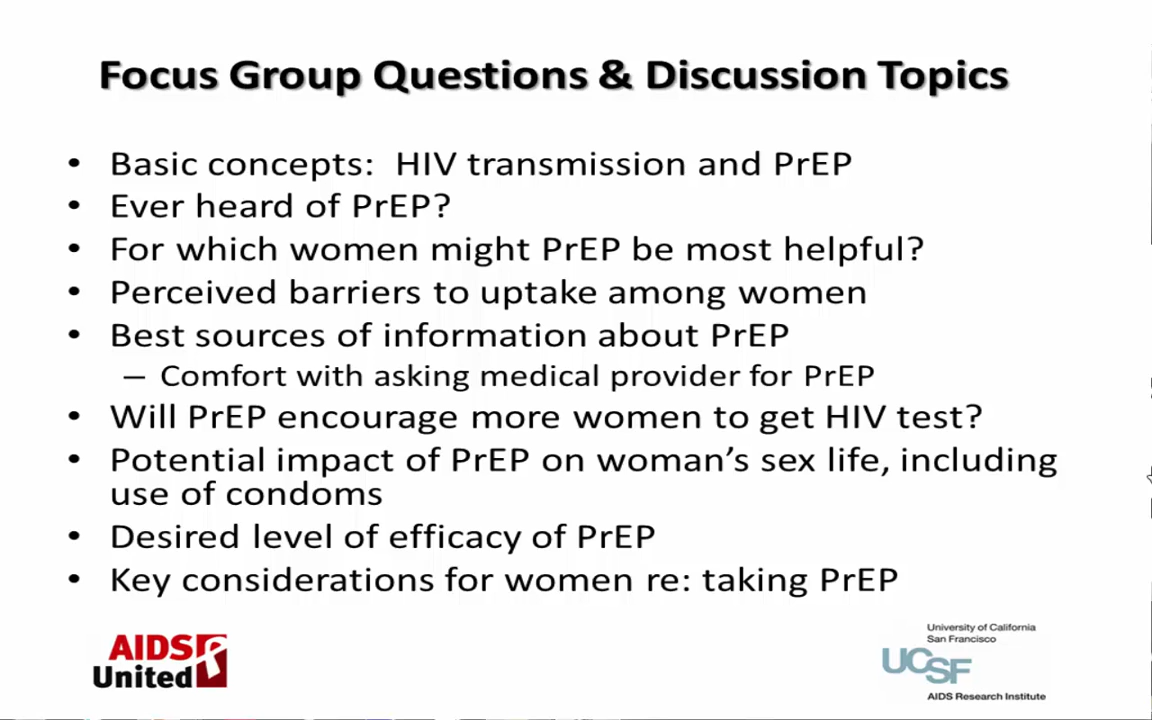 Focus Group Questions & Discussion Topics
• Basic concepts:  HIV transmission and PrEP
• Ever heard of PrEP?
• For which women might PrEP be most helpful?
• Perceived barriers to uptake among women
• Best sources of information about PrEP
– Comfort with asking medical provider for PrEP
• Will PrEP encourage more women to get HIV test?
• Potential impact of PrEP on woman’s sex life, including
use of condoms
• Desired level of efficacy of PrEP
• Key considerations for women re: taking PrEP
AIDS
United
University of California
San Francisco
UCSF
AIDS Research Institute